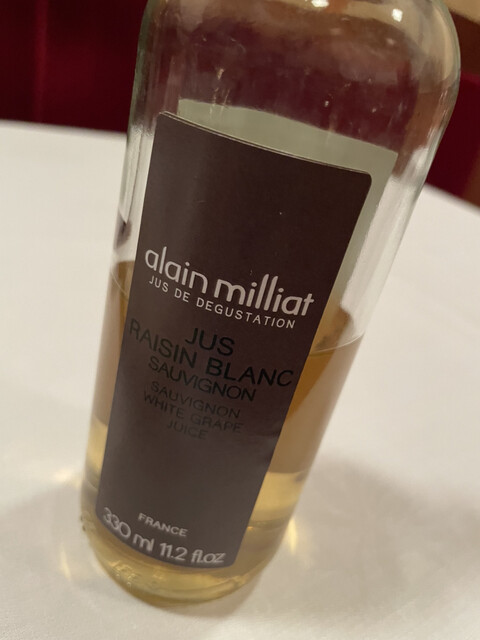 alain milliat
JUS DE DEGUSTATION
JUS
RAISIN BLANC
SAUVIGNON
SAUVIGNON
WHITE GRAPE
JUICE
FRANCE
330 ml 11.2 fl.oz